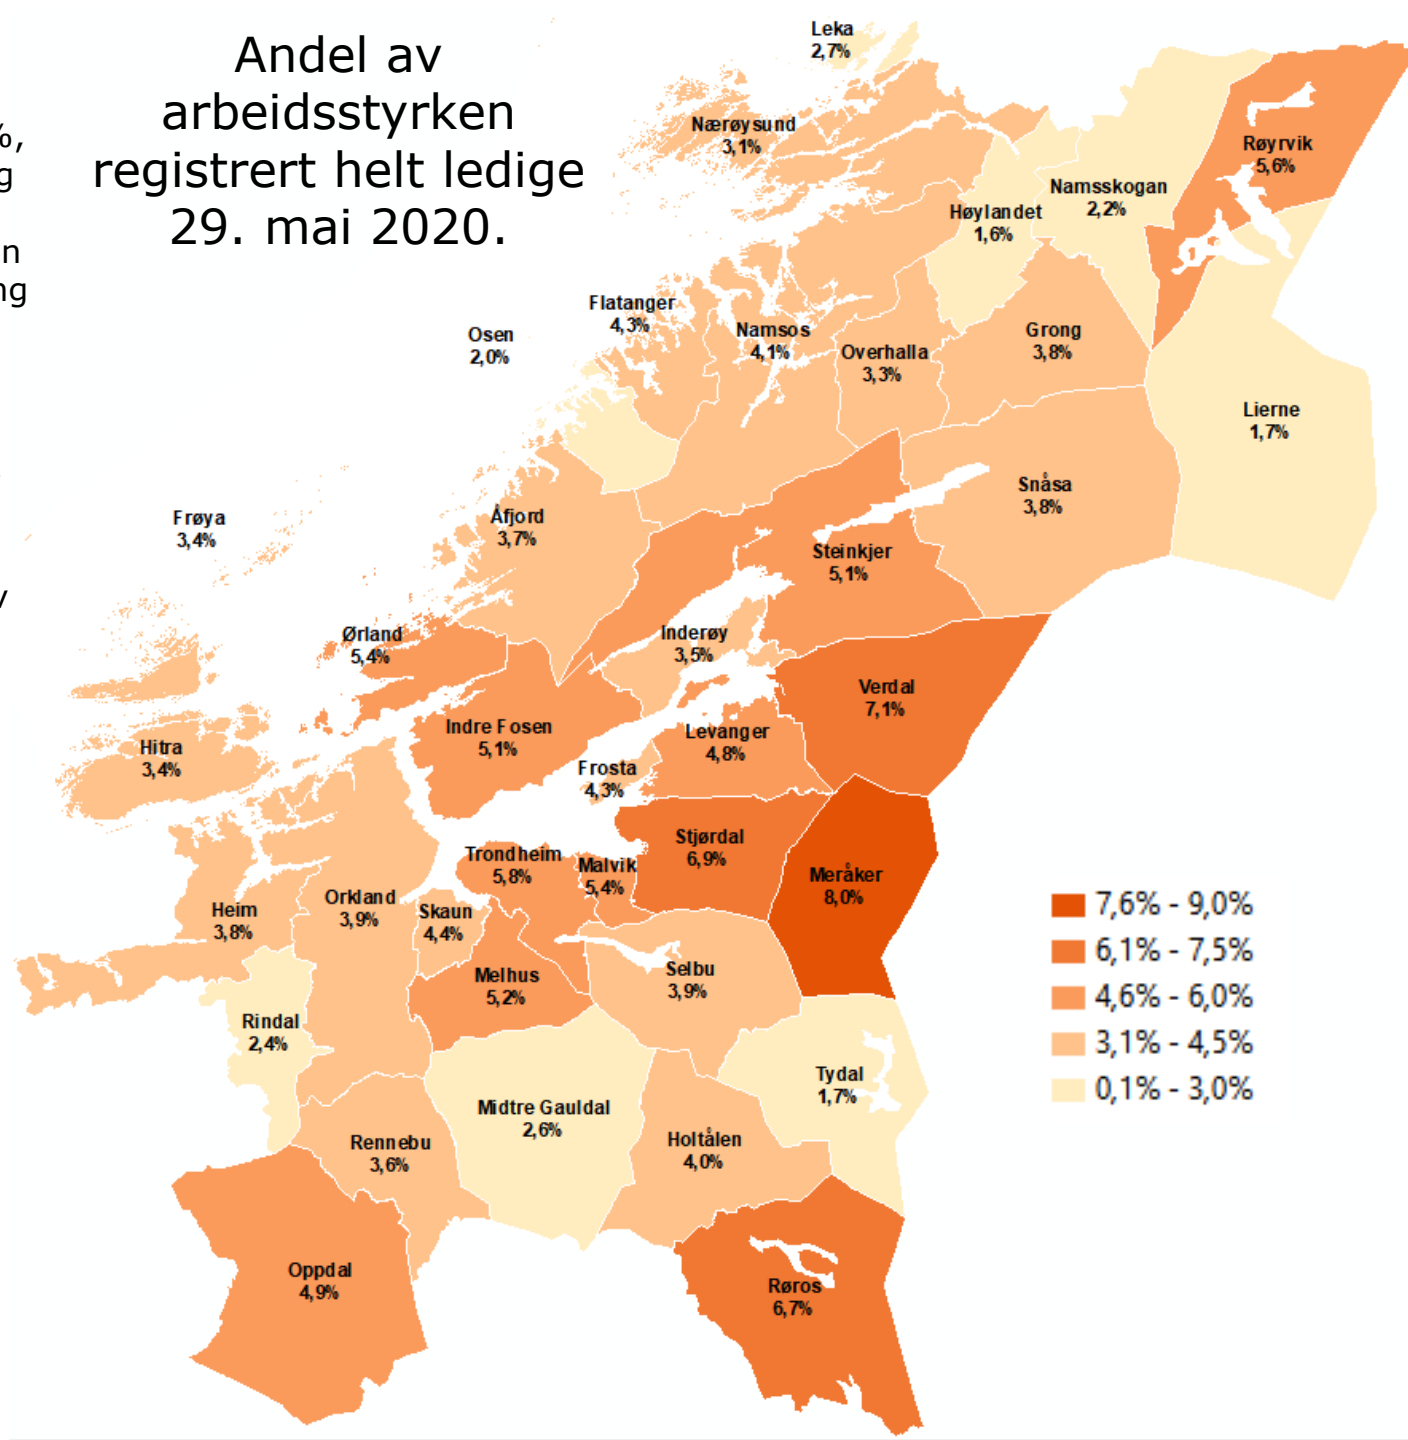 Andel av
arbeidsstyrken
registrert helt ledige
29. mai 2020.
%,
g
n
ng
v
Leka
2,7%
Nærøysund
3,1%
Røyrvik
5,6%
Namsskogan
2,2%
Høylandet
1,6%
Flatanger
4,3%
Osen
2,0%
Namsos
4,1%
Overhalla
3,3%
Grong
3,8%
Lierne
1,7%
Snåsa
3,8%
Frøya
3,4%
Åfjord
3,7%
Steinkjer
5,1%
Ørland
5,4%
Inderøy
3,5%
Verdal
7,1%
Indre Fosen
5,1%
Levanger
4,8%
Hitra
3,4%
Frosta
4,3%
Stjørdal
6,9%
Trondheim
5,8%
Malvik
5,4%
Meråker
8,0%
Orkland
3,9%
Skaun
4,4%
Heim
3,8%
Melhus
5,2%
Selbu
3,9%
Rindal
2,4%
Tydal
1,7%
Midtre Gauldal
2,6%
Rennebu
3,6%
Holtålen
4,0%
Oppdal
4,9%
Røros
6,7%
7,6% - 9,0%
6,1% - 7,5%
4,6% - 6,0%
3,1% - 4,5%
0,1% - 3,0%